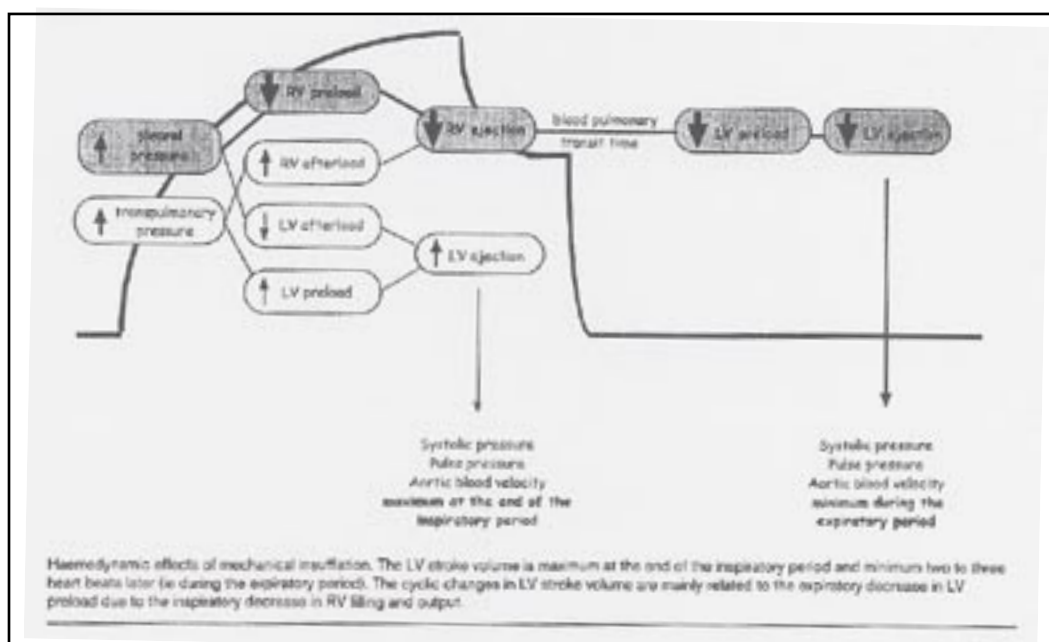 RV preload
pleural
pressure
RV ejection
blood pulmonary
transit time
LV preload
LV ejection
RV afterload
transpulmonary
pressure
LV afterload
LV ejection
LV preload
Systolic pressure
Pulse pressure
Aortic blood velocity
maximum at the end of the
inspiratory period
Systolic pressure
Pulse pressure
Aortic blood velocity
minimum during the
expiratory period
Haemodynamic effects of mechanical insufflation. The LV stroke volume is maximum at the end of the inspiratory period and minimum two to three
heart beats later (ie during the expiratory period). The cyclic changes in LV stroke volume are mainly related to the expiratory decrease in LV
preload due to the inspiratory decrease in RV filling and output.